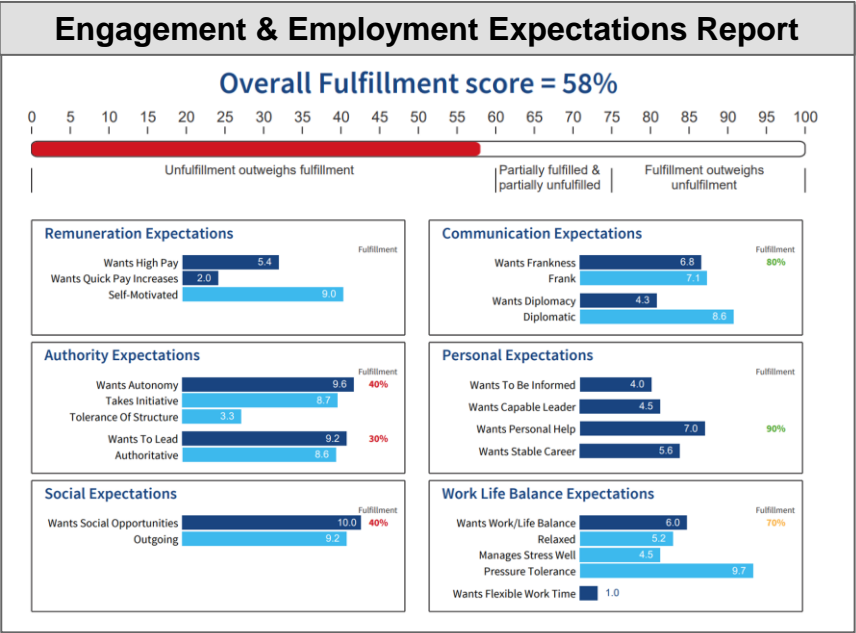 Engagement & Employment Expectations Report
Overall Fulfillment score = 58%
0 5 10 15 20 25 30 35 40 45 50 55 60 65 70 75 80 85 90 95 100
Unfulfillment outweighs fulfillment
Partially fulfilled &
partially unfulfilled
Fulfillment outweighs
unfulfilment
Remuneration Expectations
Fulfillment
Wants High Pay 5.4
Wants Quick Pay Increases 2.0
Self-Motivated 9.0
Communication Expectations
Fulfillment
Wants Frankness 6.8 80%
Frank 7.1
Wants Diplomacy 4.3
Diplomatic 8.6
Authority Expectations
Fulfillment
Wants Autonomy 9.6 40%
Takes Initiative 8.7
Tolerance Of Structure 3.3
Wants To Lead 9.2 30%
Authoritative 8.6
Personal Expectations
Fulfillment
Wants To Be Informed 4.0
Wants Capable Leader 4.5
Wants Personal Help 7.0 90%
Wants Stable Career 5.6
Social Expectations
Fulfillment
Wants Social Opportunities 10.0 40%
Outgoing 9.2
Work Life Balance Expectations
Fulfillment
Wants Work/Life Balance 6.0 70%
Relaxed 5.2
Manages Stress Well 4.5
Pressure Tolerance 9.7
Wants Flexible Work Time 1.0